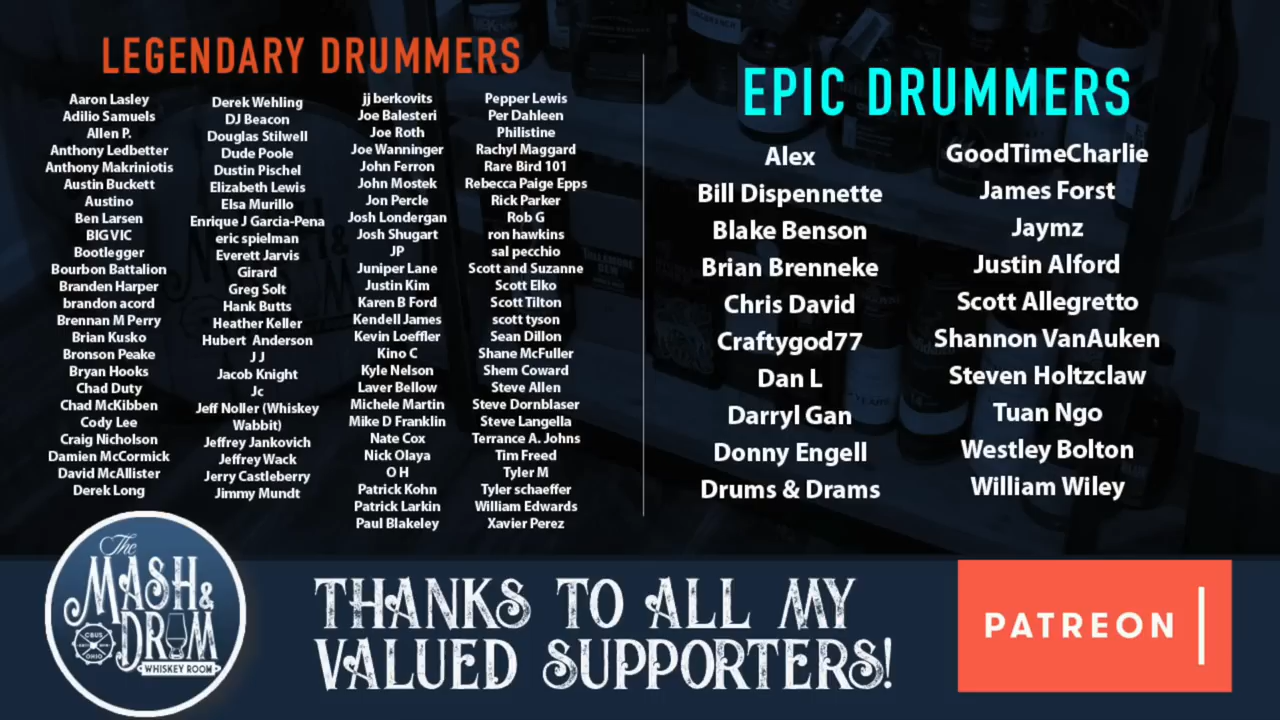 LEGENDARY DRUMMERS
Aaron Lasley
Adilio Samuels
Allen P.
Anthony Ledbetter
Anthony Makriniotis
Austin Buckett
Austino
Ben Larsen
BIG VIC
Bootlegger
Bourbon Battalion
Branden Harper
brandon acord
Brennan M Perry
Brian Kusko
Bronson Peake
Bryan Hooks
Chad Duty
Chad McKibben
Cody Lee
Craig Nicholson
Damien McCormick
David McAllister
Derek Long
Derek Wehling
DJ Beacon
Douglas Stilwell
Dude Poole
Dustin Pischel
Elizabeth Lewis
Elsa Murillo
Enrique J Garcia-Pena
eric spielman
Everett Jarvis
Girard
Greg Solt
Hank Butts
Heather Keller
Hubert Anderson
J J
Jacob Knight
Jc
Jeff Noller (Whiskey
Wabbit)
Jeffrey Jankovich
Jeffrey Wack
Jerry Castleberry
Jimmy Mundt
jj berkovits
Joe Balesteri
Joe Roth
Joe Wanninger
John Ferron
John Mostek
Jon Percle
Josh Londergan
Josh Shugart
JP
Juniper Lane
Justin Kim
Karen B Ford
Kendell James
Kevin Loeffler
Kino C
Kyle Nelson
Laver Bellow
Michele Martin
Mike D Franklin
Nate Cox
Nick Olaya
O H
Patrick Kohn
Patrick Larkin
Paul Blakeley
Pepper Lewis
Per Dahleen
Philistine
Rachyl Maggard
Rare Bird 101
Rebecca Paige Epps
Rick Parker
Rob G
ron hawkins
sal pecchio
Scott and Suzanne
Scott Elko
Scott Tilton
scott tyson
Sean Dillon
Shane McFuller
Shem Coward
Steve Allen
Steve Dornblaser
Steve Langella
Terrance A. Johns
Tim Freed
Tyler M
Tyler schaeffer
William Edwards
Xavier Perez
EPIC DRUMMERS
Alex
Bill Dispennette
Blake Benson
Brian Brenneke
Chris David
Craftygod77
Dan L
Darryl Gan
Donny Engell
Drums & Drams
GoodTimeCharlie
James Forst
Jaymz
Justin Alford
Scott Allegretto
Shannon VanAuken
Steven Holtzclaw
Tuan Ngo
Westley Bolton
William Wiley
The
MASH &
DRUM
CBUS
OHIO
WHISKEY ROOM
THANKS TO ALL MY
VALUED SUPPORTERS!
PATREON